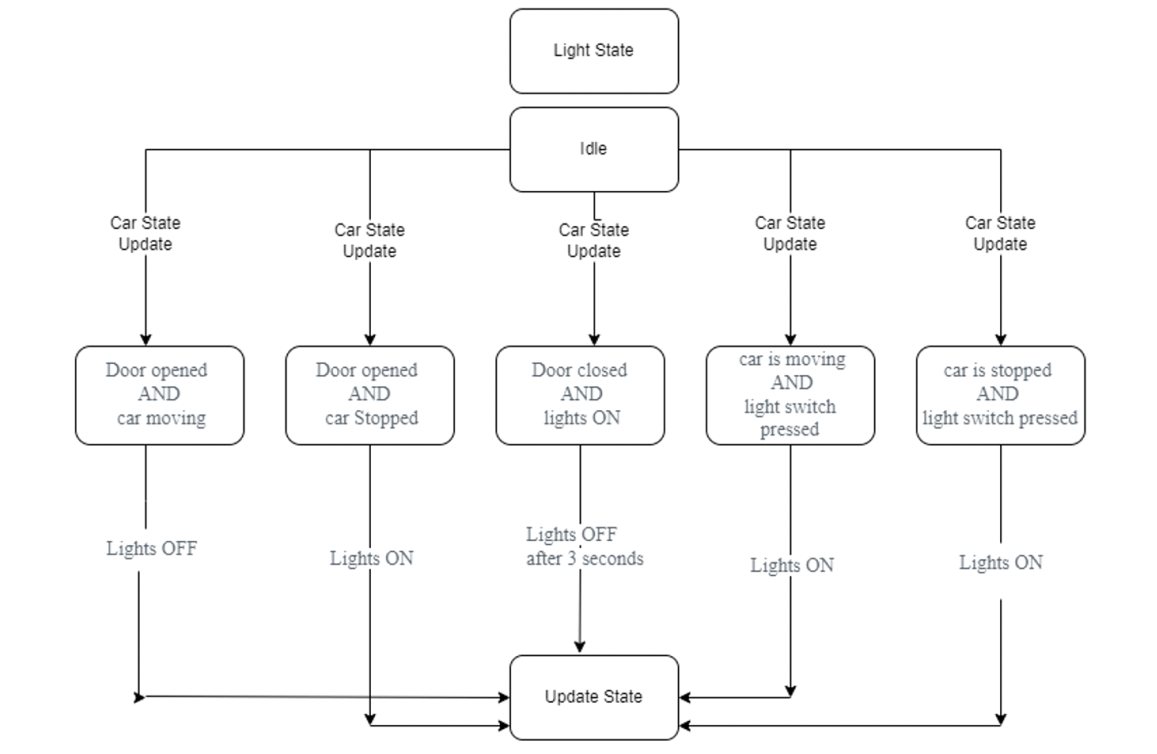 Light State
Idle
Car State
Update
Car State
Update
Car State
Update
Car State
Update
Car State
Update
Door opened
AND
car moving
Door opened
AND
car Stopped
Door closed
AND
lights ON
car is moving
AND
light switch
pressed
car is stopped
AND
light switch pressed
Lights OFF
Lights ON
Lights OFF
after 3 seconds
Lights ON
Lights ON
Update State